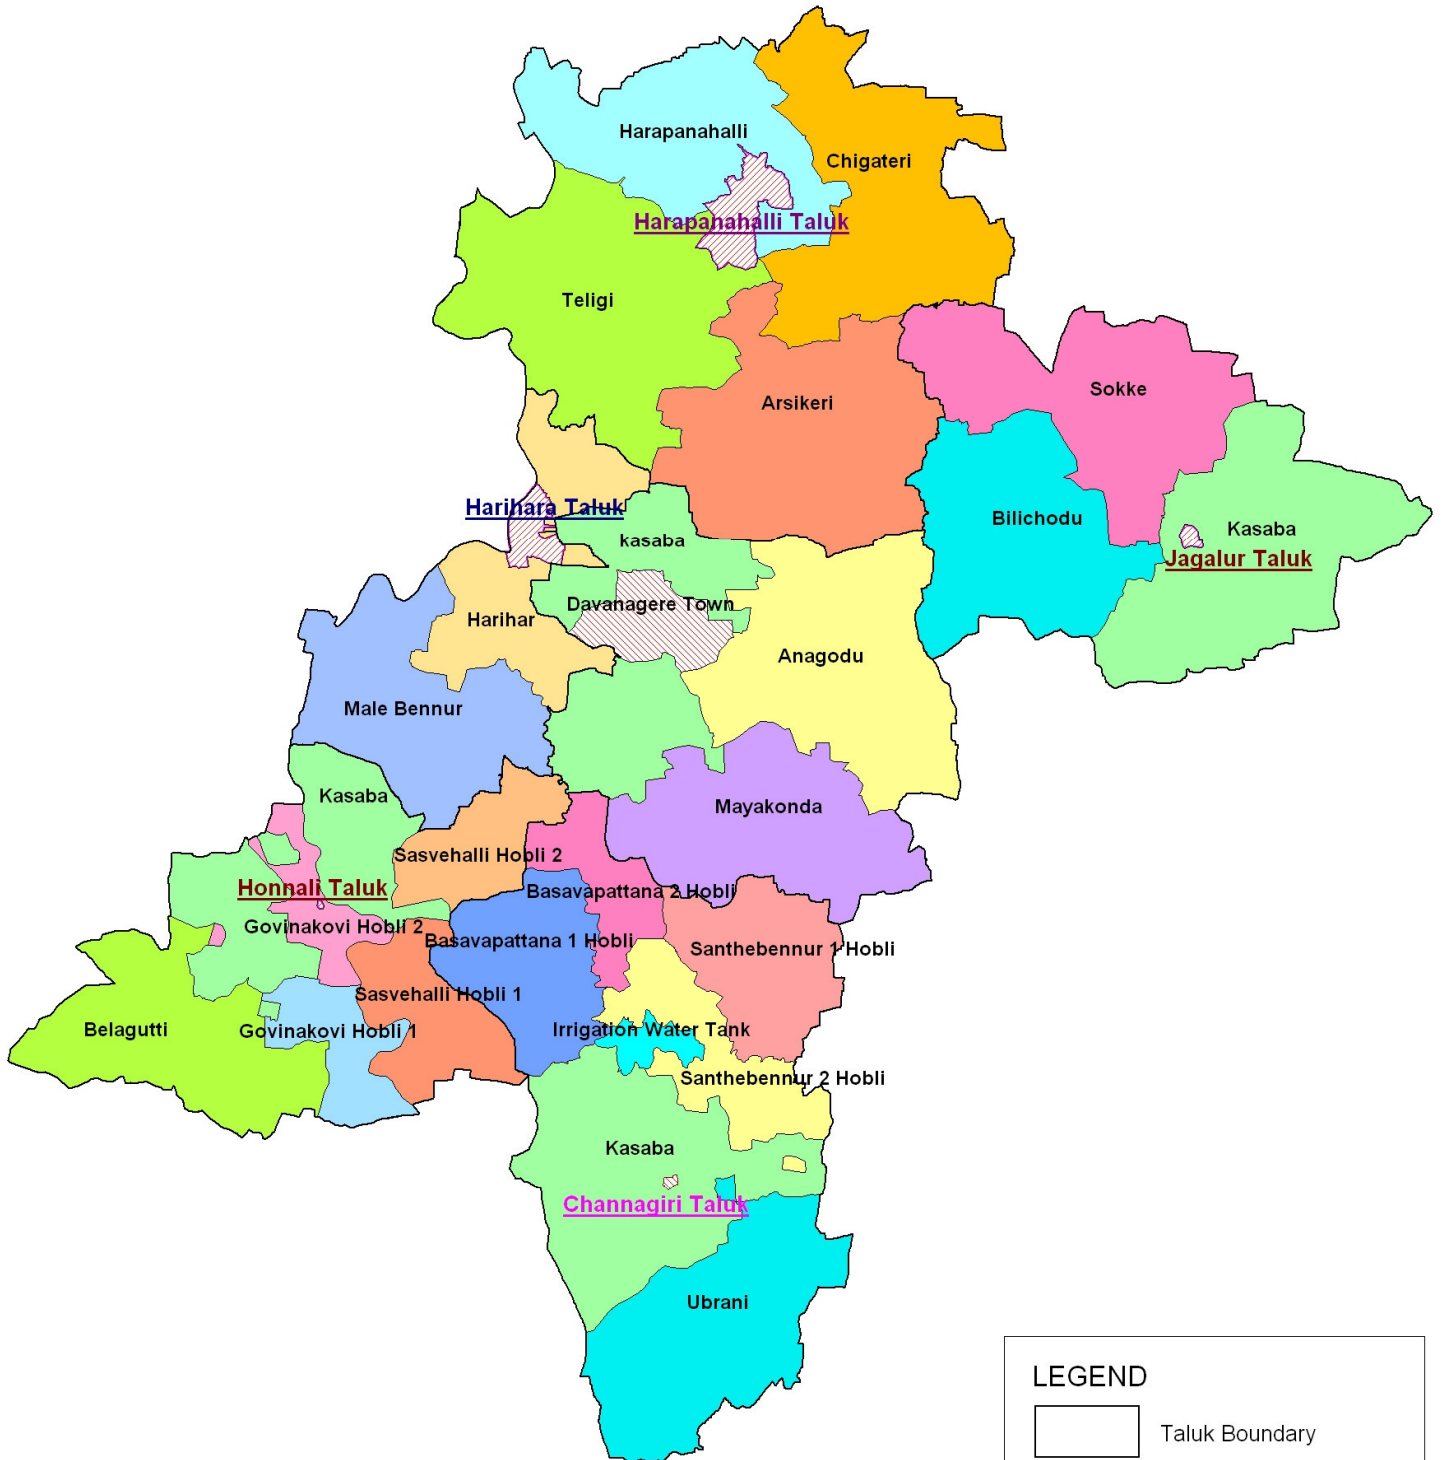 Harapanahalli
Chigateri
Harapanahalli Taluk
Teligi
Sokke
Arsikeri
Harihara Taluk
Bilichodu
Kasaba
kasaba
Jagalur Taluk
Davanagere Town
Harihar
Anagodu
Male Bennur
Kasaba
Mayakonda
Sasvehalli Hobli 2
Honnali Taluk
Basavapattana 2 Hobli
Govinakovi Hobli 2
Basavapattana 1 Hobli
Santhebennur 1 Hobli
Sasvehalli Hobli 1
Belagutti
Govinakovi Hobli 1
Irrigation Water Tank
Santhebennur 2 Hobli
Kasaba
Channagiri Taluk
Ubrani
LEGEND
Taluk Boundary